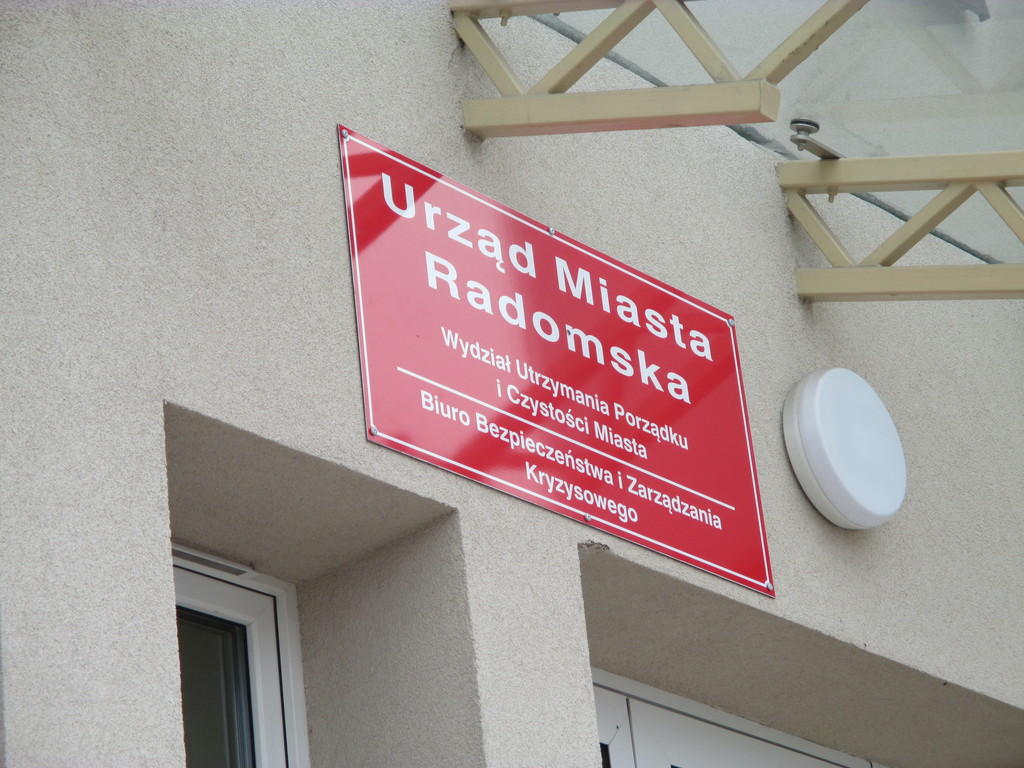 Urząd Miasta
Radomska
Wydział Utrzymania Porządku
i Czystości Miasta
Biuro Bezpieczeństwa i Zarządzania
Kryzysowego